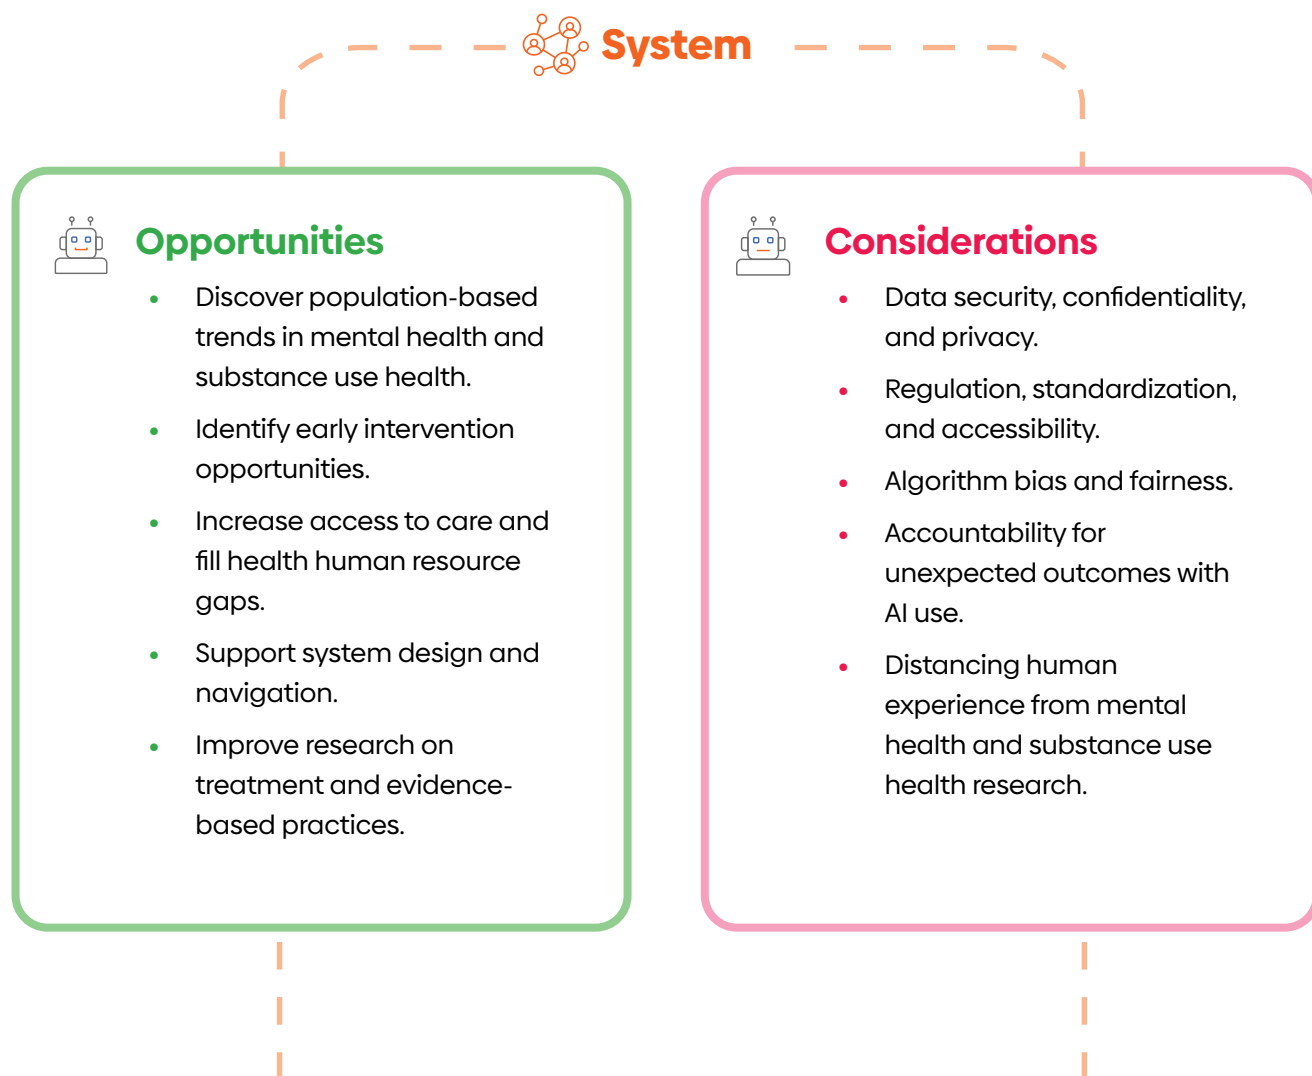 System
Opportunities
• Discover population-based
trends in mental health and
substance use health.
• Identify early intervention
opportunities.
• Increase access to care and
fill health human resource
gaps.
• Support system design and
navigation.
• Improve research on
treatment and evidence-
based practices.
Considerations
• Data security, confidentiality,
and privacy.
• Regulation, standardization,
and accessibility.
• Algorithm bias and fairness.
• Accountability for
unexpected outcomes with
AI use.
• Distancing human
experience from mental
health and substance use
health research.